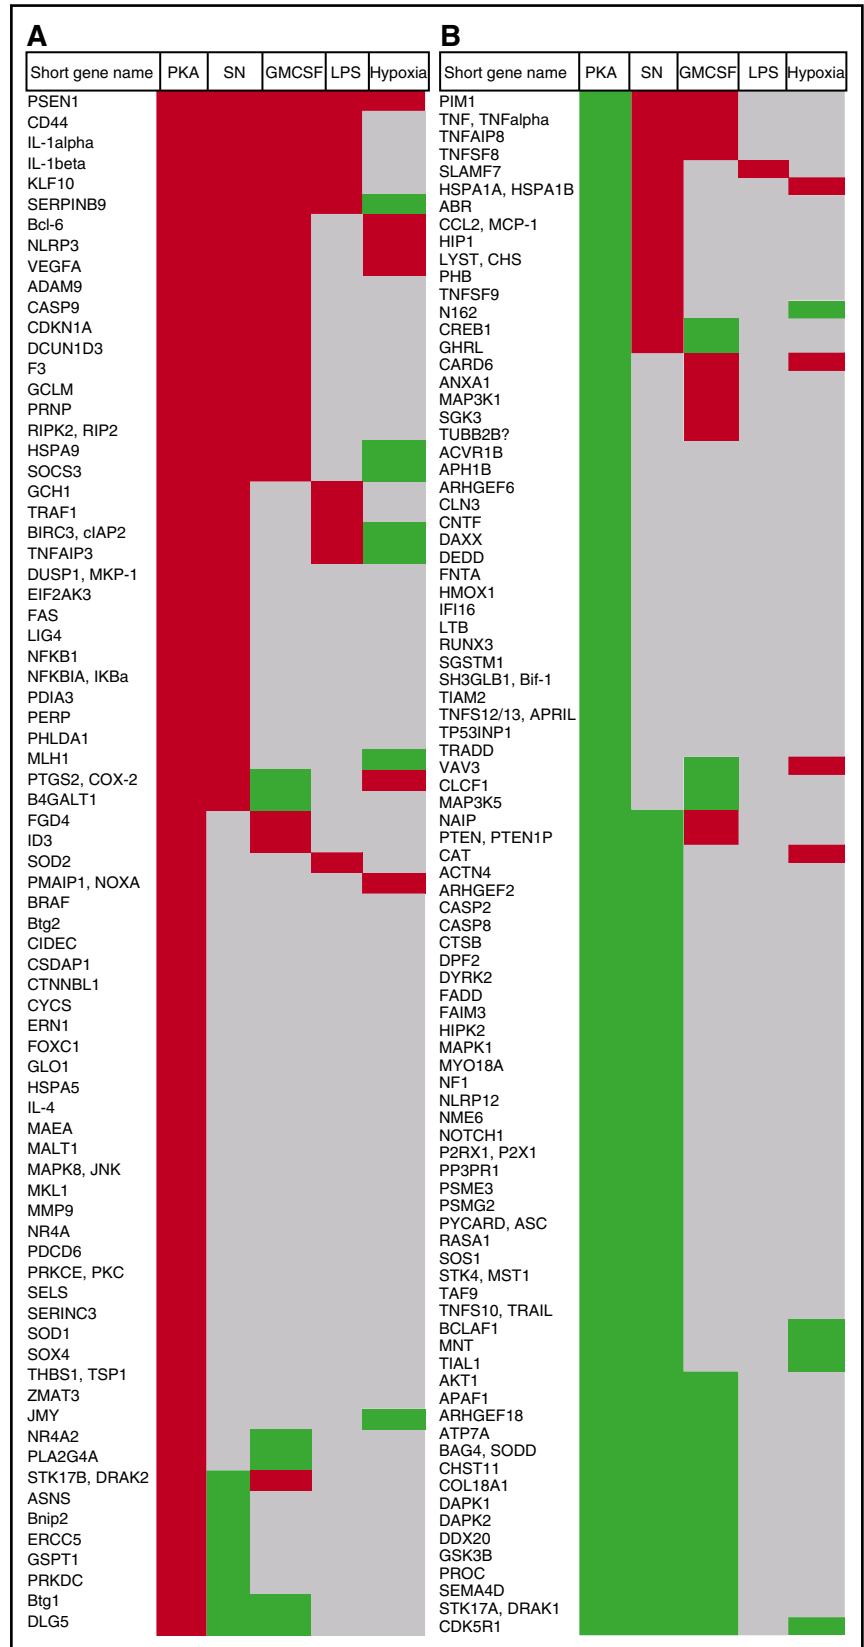 A
Short gene name PKA SN GMCSF LPS Hypoxia
PSEN1
CD44
IL-1alpha
IL-1beta
KLF10
SERPINB9
Bcl-6
NLRP3
VEGFA
ADAM9
CASP9
CDKN1A
DCUN1D3
F3
GCLM
PRNP
RIPK2, RIP2
HSPA9
SOCS3
GCH1
TRAF1
BIRC3, cIAP2
TNFAIP3
DUSP1, MKP-1
EIF2AK3
FAS
LIG4
NFKB1
NFKBIA, IKBa
PDIA3
PERP
PHLDA1
MLH1
PTGS2, COX-2
B4GALT1
FGD4
ID3
SOD2
PMAIP1, NOXA
BRAF
Btg2
CIDEC
CSDAP1
CTNNBL1
CYCS
ERN1
FOXC1
GLO1
HSPA5
IL-4
MAEA
MALT1
MAPK8, JNK
MKL1
MMP9
NR4A
PDCD6
PRKCE, PKC
SELS
SERINC3
SOD1
SOX4
THBS1, TSP1
ZMAT3
JMY
NR4A2
PLA2G4A
STK17B, DRAK2
ASNS
Bnip2
ERCC5
GSPT1
PRKDC
Btg1
DLG5
B
Short gene name PKA SN GMCSF LPS Hypoxia
PIM1
TNF, TNFalpha
TNFAIP8
TNFSF8
SLAMF7
HSPA1A, HSPA1B
ABR
CCL2, MCP-1
HIP1
LYST, CHS
PHB
TNFSF9
N162
CREB1
GHRL
CARD6
ANXA1
MAP3K1
SGK3
TUBB2B?
ACVR1B
APH1B
ARHGEF6
CLN3
CNTF
DAXX
DEDD
FNTA
HMOX1
IFI16
LTB
RUNX3
SGSTM1
SH3GLB1, Bif-1
TIAM2
TNFS12/13, APRIL
TP53INP1
TRADD
VAV3
CLCF1
MAP3K5
NAIP
PTEN, PTEN1P
CAT
ACTN4
ARHGEF2
CASP2
CASP8
CTSB
DPF2
DYRK2
FADD
FAIM3
HIPK2
MAPK1
MYO18A
NF1
NLRP12
NME6
NOTCH1
P2RX1, P2X1
PP3PR1
PSME3
PSMG2
PYCARD, ASC
RASA1
SOS1
STK4, MST1
TAF9
TNFS10, TRAIL
BCLAF1
MNT
TIAL1
AKT1
APAF1
ARHGEF18
ATP7A
BAG4, SODD
CHST11
COL18A1
DAPK1
DAPK2
DDX20
GSK3B
PROC
SEMA4D
STK17A, DRAK1
CDK5R1